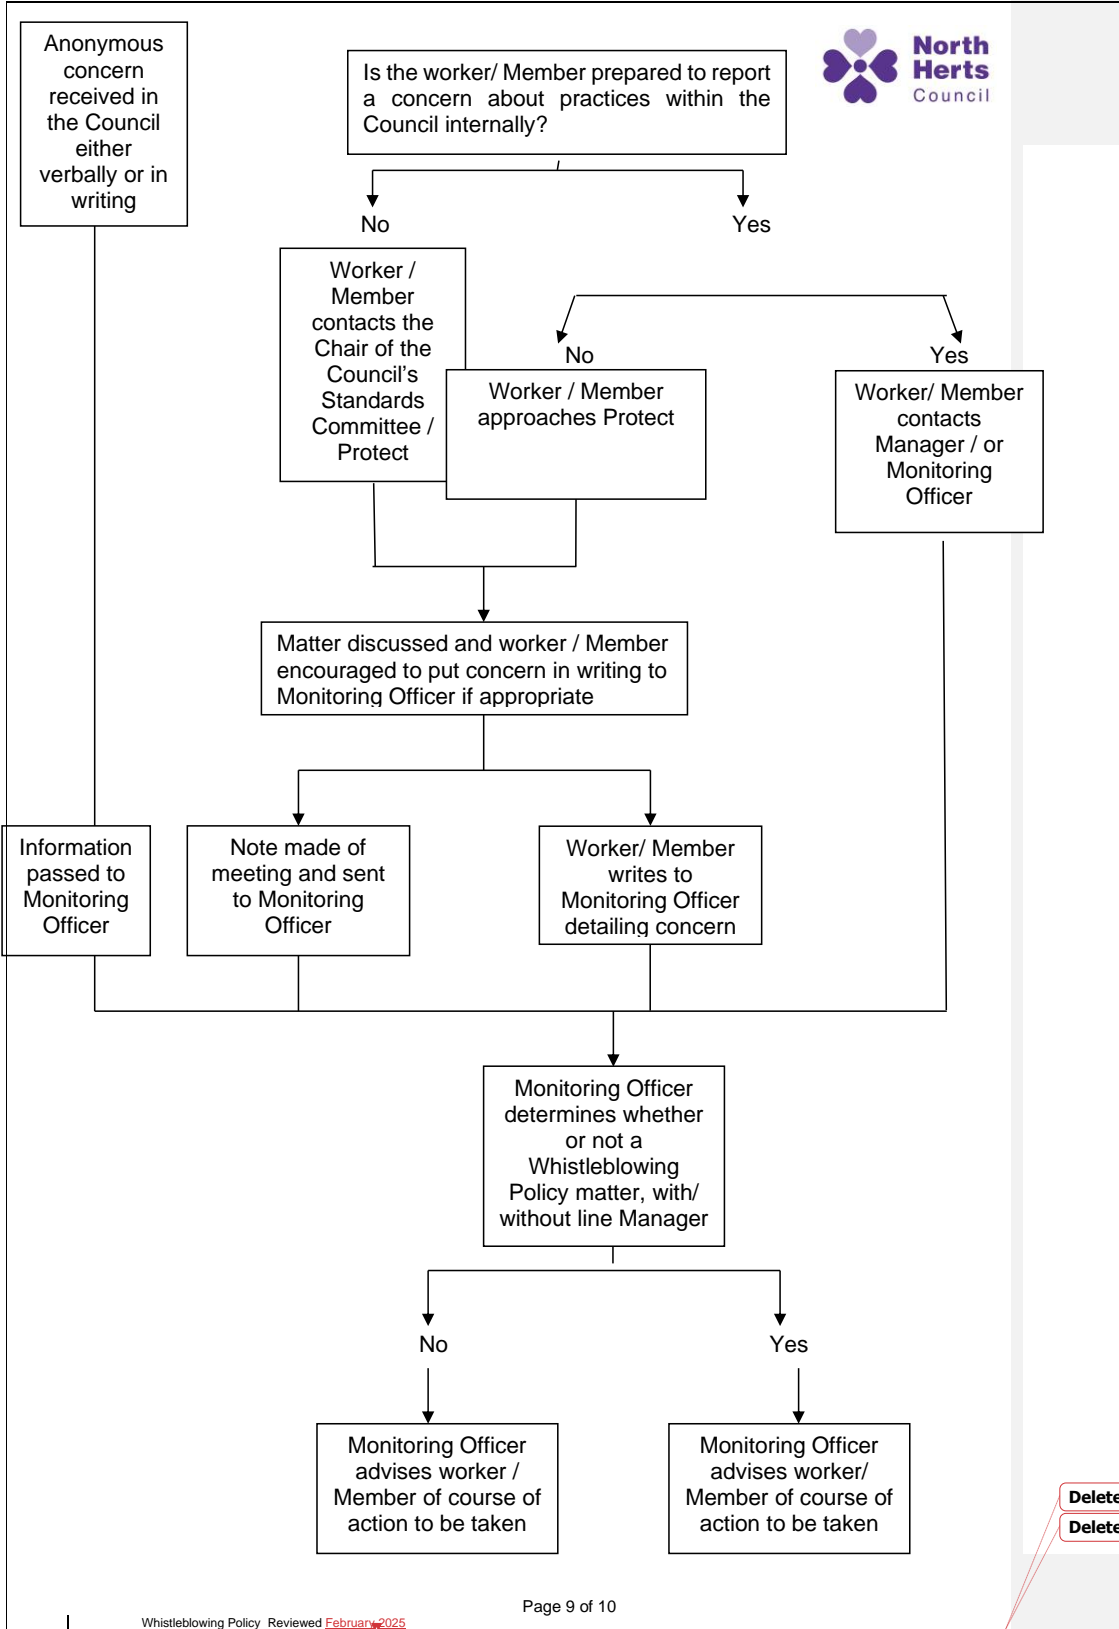 Anonymous
concern
received in
the Council
either
verbally or in
writing
Is the worker/ Member prepared to report
a concern about practices within the
Council internally?
North
Herts
Council
No
Yes
Worker /
Member
contacts the
Chair of the
Council's
Standards
Committee /
Protect
No
Yes
Worker / Member
approaches Protect
Worker/ Member
contacts
Manager / or
Monitoring
Officer
Matter discussed and worker / Member
encouraged to put concern in writing to
Monitoring Officer if appropriate
Information
passed to
Monitoring
Officer
Note made of
meeting and sent
to Monitoring
Officer
Worker/ Member
writes to
Monitoring Officer
detailing concern
Monitoring Officer
determines whether
or not a
Whistleblowing
Policy matter, with/
without line Manager
No
Yes
Monitoring Officer
advises worker /
Member of course of
action to be taken
Monitoring Officer
advises worker/
Member of course of
action to be taken
Delete
Delete
Page 9 of 10
Whistleblowing Policy Reviewed February 2025